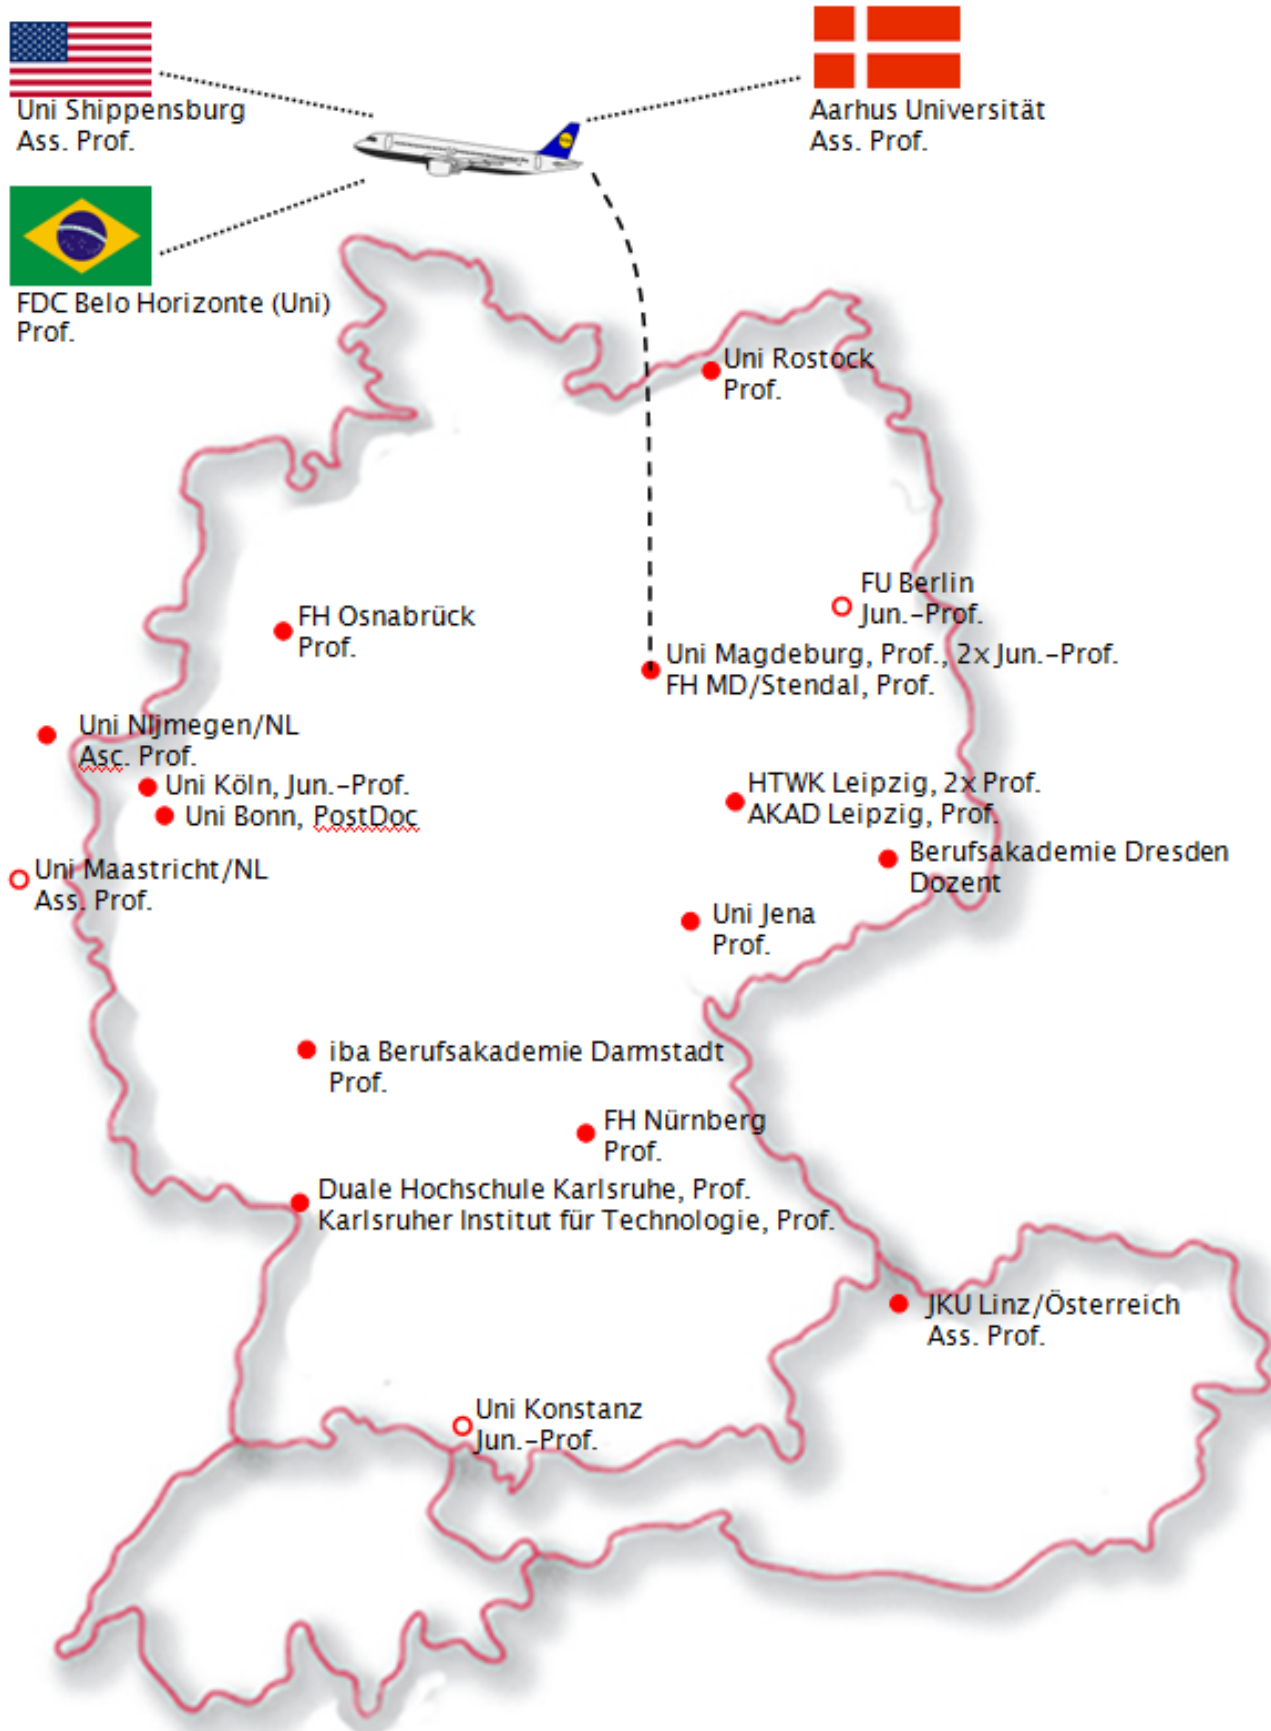 Uni Shippensburg
Ass. Prof.
Aarhus Universität
Ass. Prof.
FDC Belo Horizonte (Uni)
Prof.
Uni Rostock
Prof.
FU Berlin
Jun.-Prof.
FH Osnabrück
Prof.
Uni Magdeburg, Prof., 2x Jun.-Prof.
FH MD/Stendal, Prof.
Uni NIjmegen/NL
Asc. Prof.
Uni Köln, Jun.-Prof.
Uni Bonn, PostDoc
HTWK Leipzig, 2x Prof.
AKAD Leipzig, Prof.
Berufsakademie Dresden
Dozent
Uni Maastricht/NL
Ass. Prof.
Uni Jena
Prof.
iba Berufsakademie Darmstadt
Prof.
FH Nürnberg
Prof.
Duale Hochschule Karlsruhe, Prof.
Karlsruher Institut für Technologie, Prof.
JKU Linz/Österreich
Ass. Prof.
Uni Konstanz
Jun.-Prof.